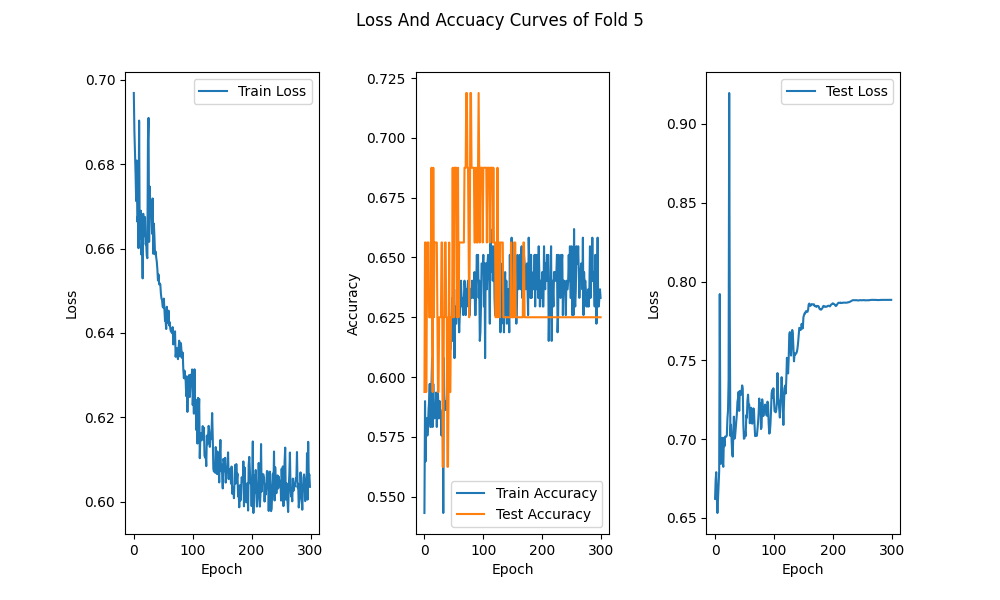 Loss And Accuacy Curves of Fold 5
0.70
0.68
0.66
0.64
0.62
0.60
Loss
0
100
200
300
Epoch
Train Loss
0.725
0.700
0.675
0.650
0.625
0.600
0.575
0.550
Accuracy
0
100
200
300
Epoch
Train Accuracy
Test Accuracy
0.90
0.85
0.80
0.75
0.70
0.65
Loss
0
100
200
300
Epoch
Test Loss